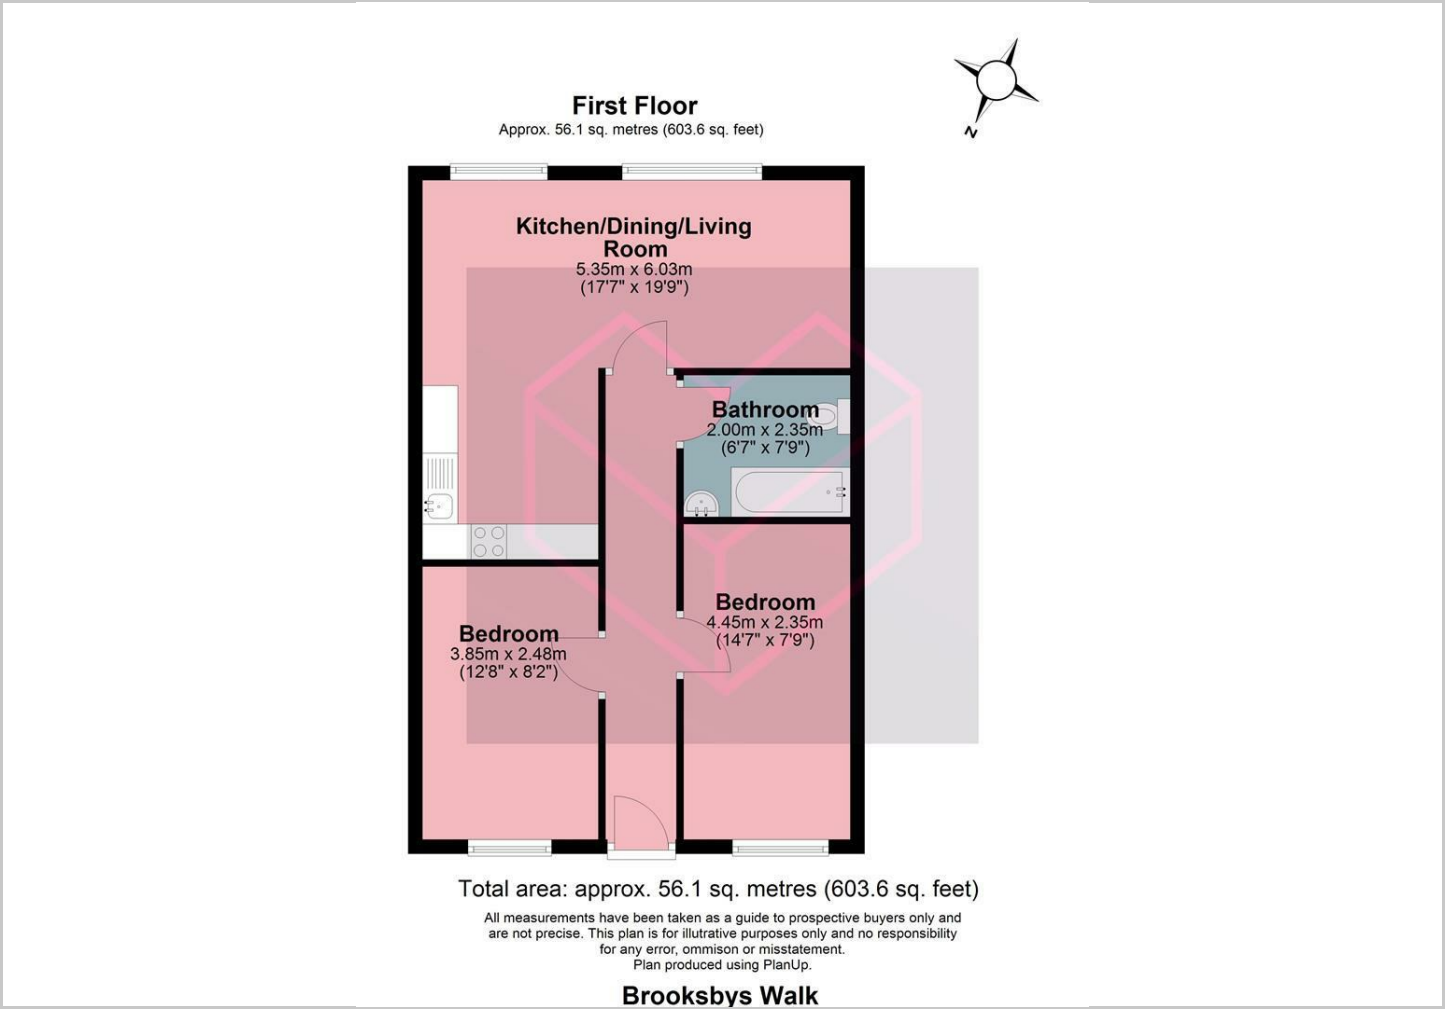 N
First Floor
Approx. 56.1 sq. metres (603.6 sq. feet)
Kitchen/Dining/Living
Room
5.35m x 6.03m
(17'7" x 19'9")
Bathroom
2.00m x 2.35m
(6'7" x 7'9")
Bedroom
4.45m x 2.35m
(14'7" x 7'9")
Bedroom
3.85m x 2.48m
(12'8" x 8'2")
Total area: approx. 56.1 sq. metres (603.6 sq. feet)
All measurements have been taken as a guide to prospective buyers only and
are not precise. This plan is for illutrative purposes only and no responsibility
for any error, ommison or misstatement.
Plan produced using PlanUp.
Brooksbys Walk